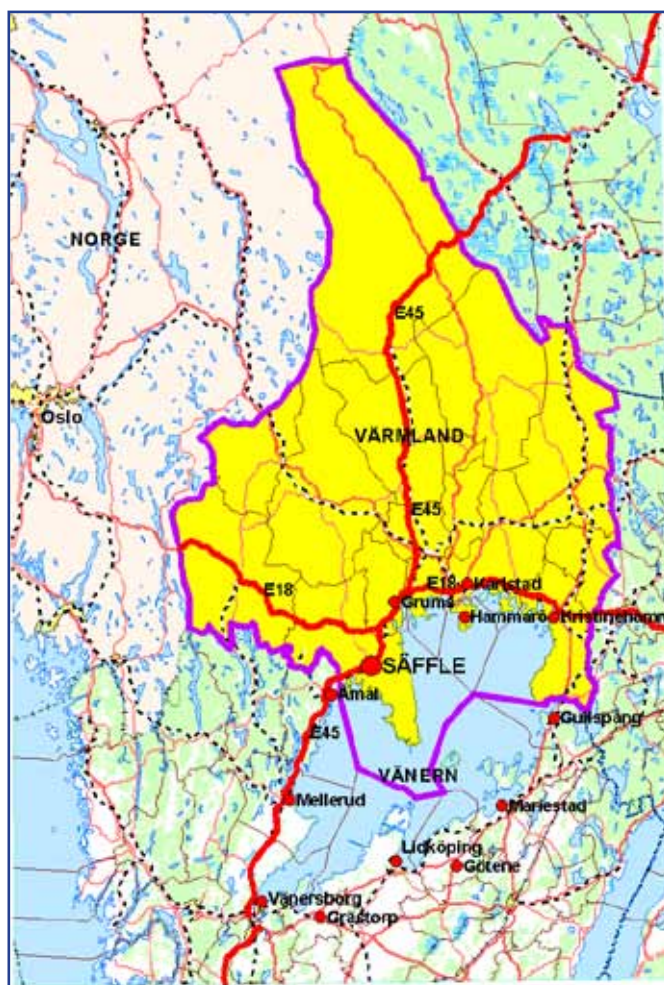 NORGE
E45
Oslo
VÄRMLAND
E45
E18
E18
Karlstad
Grums
Hammarö
Kristinehamn
SÄFFLE
Åmål
Gullspång
E45
VÄNERN
Mellerud
Mariestad
Lidköping
Götene
Vänersborg
Grästorp